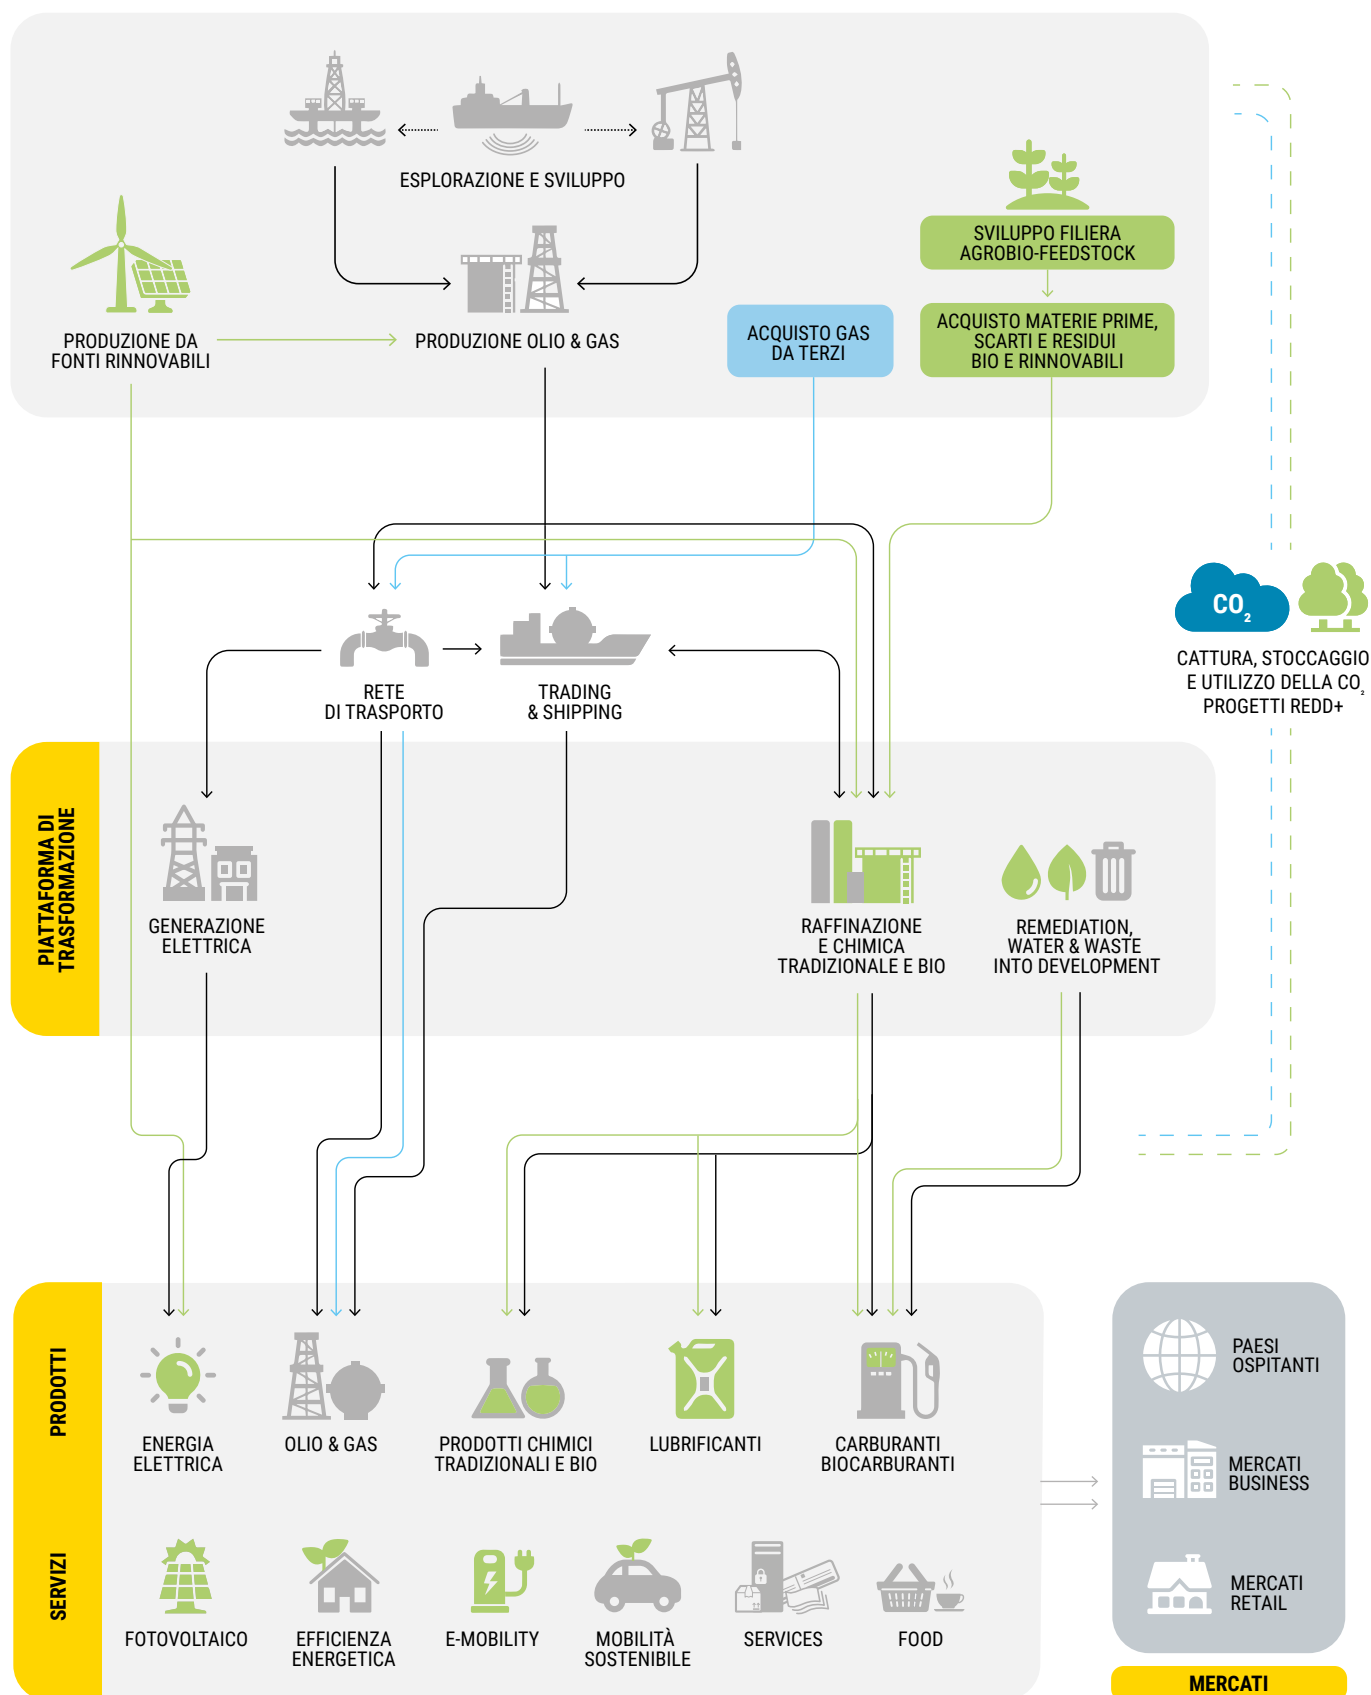 ESPLORAZIONE E SVILUPPO
SVILUPPO FILIERA
AGROBIO-FEEDSTOCK
PRODUZIONE DA
FONTI RINNOVABILI
PRODUZIONE OLIO & GAS
ACQUISTO GAS
DA TERZI
ACQUISTO MATERIE PRIME,
SCARTI E RESIDUI
BIO E RINNOVABILI
CO₂
CATTURA, STOCCAGGIO
E UTILIZZO DELLA CO₂
PROGETTI REDD+
RETE
DI TRASPORTO
TRADING
& SHIPPING
PIATTAFORMA DI
TRASFORMAZIONE
GENERAZIONE
ELETTRICA
RAFFINAZIONE
E CHIMICA
TRADIZIONALE E BIO
REMEDIATION,
WATER & WASTE
INTO DEVELOPMENT
PRODOTTI
ENERGIA
ELETTRICA
OLIO & GAS
PRODOTTI CHIMICI
TRADIZIONALI E BIO
LUBRIFICANTI
CARBURANTI
BIOCARBURANTI
SERVIZI
FOTOVOLTAICO
EFFICIENZA
ENERGETICA
E-MOBILITY
MOBILITÀ
SOSTENIBILE
SERVICES
FOOD
PAESI
OSPITANTI
MERCATI
BUSINESS
MERCATI
RETAIL
MERCATI